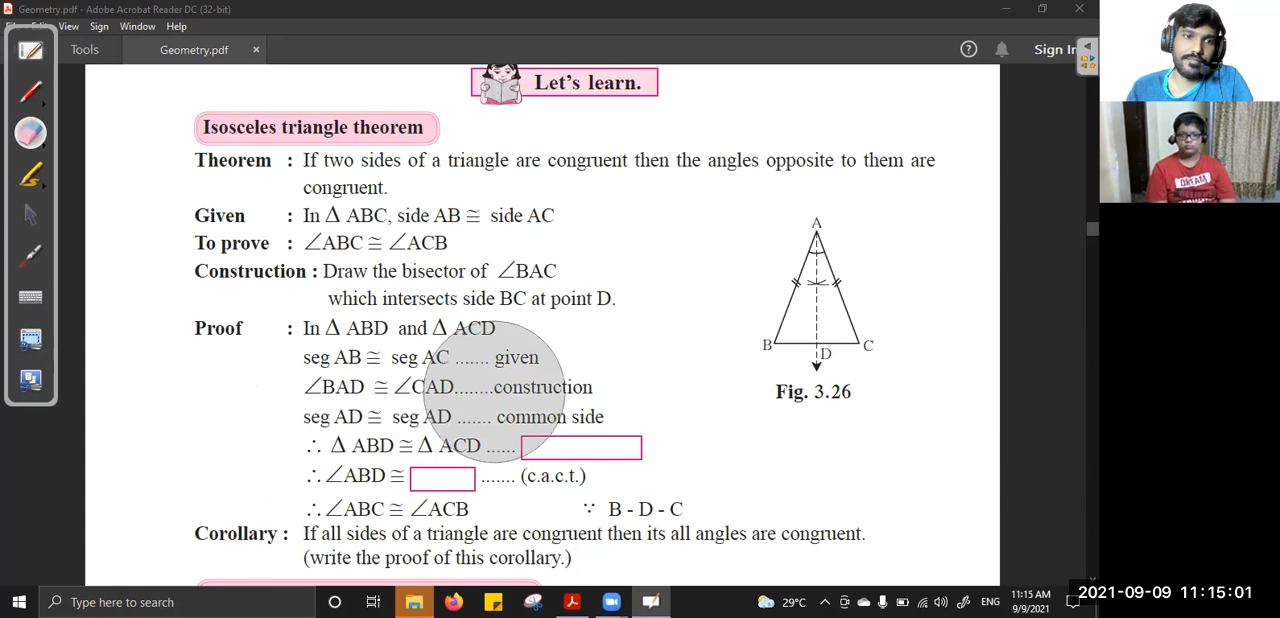 Geometry.pdf - Adobe Acrobat Reader DC (32-bit)
View Sign Window Help
Tools Geometry.pdf × Sign In
Let's learn.
Isosceles triangle theorem
Theorem : If two sides of a triangle are congruent then the angles opposite to them are
congruent.
Given : In Δ ABC, side AB ≅ side AC
To prove : ∠ABC ≅ ∠ACB
Construction : Draw the bisector of ∠BAC
which intersects side BC at point D.
Proof : In Δ ABD and Δ ACD
seg AB ≅ seg AC ....... given
∠BAD ≅ ∠CAD........construction
seg AD ≅ seg AD ....... common side
∴ Δ ABD ≅ Δ ACD ......
∴ ∠ABD ≅ ....... (c.a.c.t.)
∴ ∠ABC ≅ ∠ACB ∵ B - D - C
Corollary : If all sides of a triangle are congruent then its all angles are congruent.
(write the proof of this corollary.)
A
B D C
Fig. 3.26
DREAM
Type here to search
29°C ENG
11:15 AM
9/9/2021
2021-09-09 11:15:01